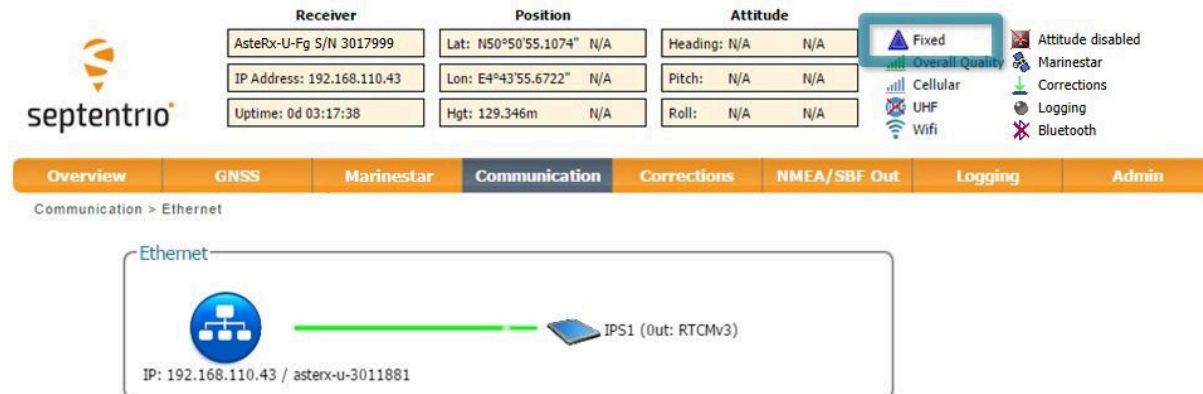 Receiver
Position
Attitude
septentrio
AsteRx-U-Fg S/N 3017999
IP Address: 192.168.110.43
Uptime: 0d 03:17:38
Lat: N50°50'55.1074" N/A
Lon: E4°43'55.6722" N/A
Hgt: 129.346m N/A
Heading: N/A N/A
Pitch: N/A N/A
Roll: N/A N/A
Fixed
Overall Quality
Cellular
UHF
Wifi
Attitude disabled
Marinestar
Corrections
Logging
Bluetooth
Overview GNSS Marinestar Communication Corrections NMEA/SBF Out Logging Admin
Communication > Ethernet
Ethernet
IPS1 (Out: RTCMv3)
IP: 192.168.110.43 / asterx-u-3011881